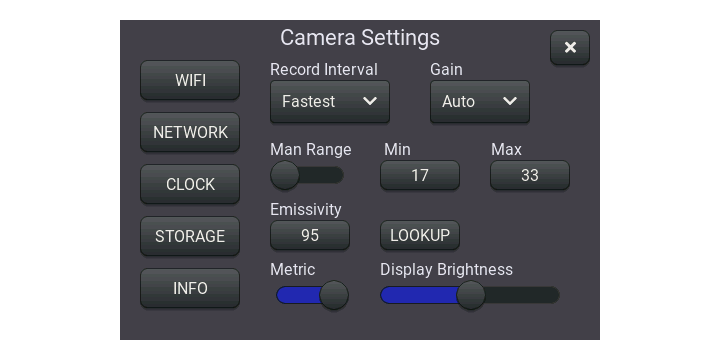 Camera Settings
WIFI
NETWORK
CLOCK
STORAGE
INFO
Record Interval
Fastest
Gain
Auto
Man Range
Min
17
Max
33
Emissivity
95
LOOKUP
Metric
Display Brightness